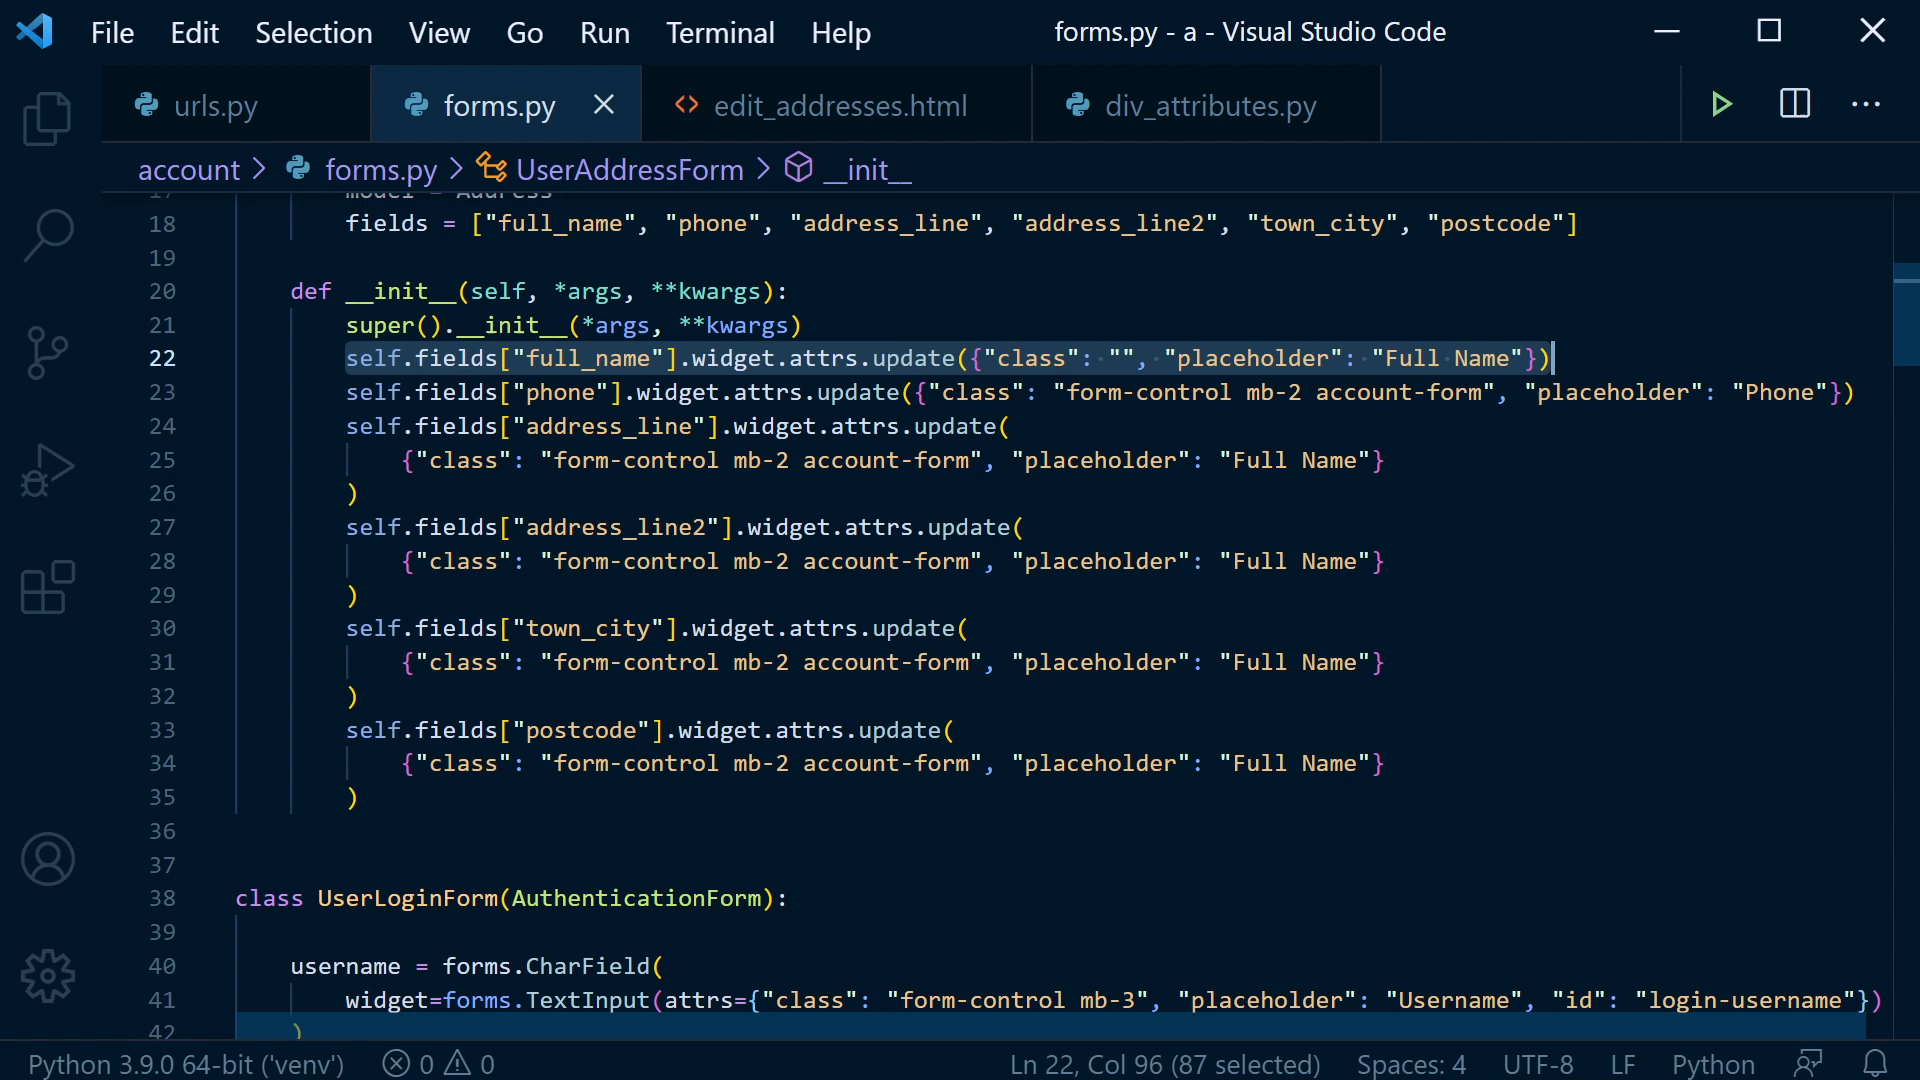 File Edit Selection View Go Run Terminal Help forms.py - a - Visual Studio Code
urls.py forms.py edit_addresses.html div_attributes.py
account > forms.py > UserAddressForm > __init__
17 model = Address
18 fields = ["full_name", "phone", "address_line", "address_line2", "town_city", "postcode"]
19
20 def __init__(self, *args, **kwargs):
21 super().__init__(*args, **kwargs)
22 self.fields["full_name"].widget.attrs.update({"class": "", "placeholder": "Full Name"})
23 self.fields["phone"].widget.attrs.update({"class": "form-control mb-2 account-form", "placeholder": "Phone"})
24 self.fields["address_line"].widget.attrs.update(
25 {"class": "form-control mb-2 account-form", "placeholder": "Full Name"}
26 )
27 self.fields["address_line2"].widget.attrs.update(
28 {"class": "form-control mb-2 account-form", "placeholder": "Full Name"}
29 )
30 self.fields["town_city"].widget.attrs.update(
31 {"class": "form-control mb-2 account-form", "placeholder": "Full Name"}
32 )
33 self.fields["postcode"].widget.attrs.update(
34 {"class": "form-control mb-2 account-form", "placeholder": "Full Name"}
35 )
36
37
38 class UserLoginForm(AuthenticationForm):
39
40 username = forms.CharField(
41 widget=forms.TextInput(attrs={"class": "form-control mb-3", "placeholder": "Username", "id": "login-username"})
42 )
Python 3.9.0 64-bit ('venv') 0 0 Ln 22, Col 96 (87 selected) Spaces: 4 UTF-8 LF Python